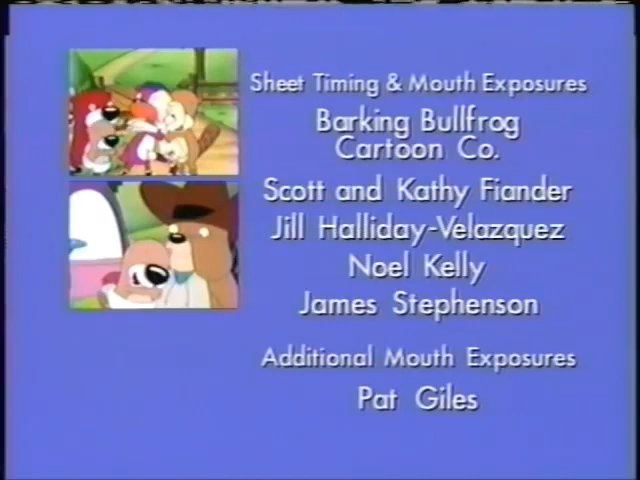 Sheet Timing & Mouth Exposures
Barking Bullfrog
Cartoon Co.
Scott and Kathy Fiander
Jill Halliday-Velazquez
Noel Kelly
James Stephenson
Additional Mouth Exposures
Pat Giles